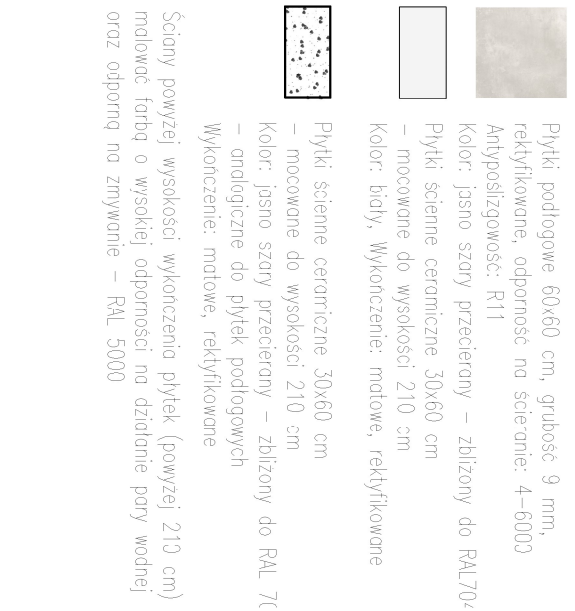 Płytki podłogowe 60x60 cm, grubość 9 mm,
rektyfikowane, odporność na ścieranie: 4-6000
Antypoślizgowość: R11
Kolor: jasno szary przecierany – zbliżony do RAL704
Płytki ścienne ceramiczne 30x60 cm
– mocowane do wysokości 210 cm
Kolor: biały, Wykończenie: matowe, rektyfikowane
Płytki ścienne ceramiczne 30x60 cm
– mocowane do wysokości 210 cm
Kolor: jasno szary przecierany – zbliżony do RAL 70
– analogiczne do płytek podłogowych
Wykończenie: matowe, rektyfikowane
Ściany powyżej wysokości wykończenia płytek (powyżej 210 cm)
malować farbą o wysokiej odporności na działanie pary wodnej
oraz odporną na zmywanie – RAL 5000